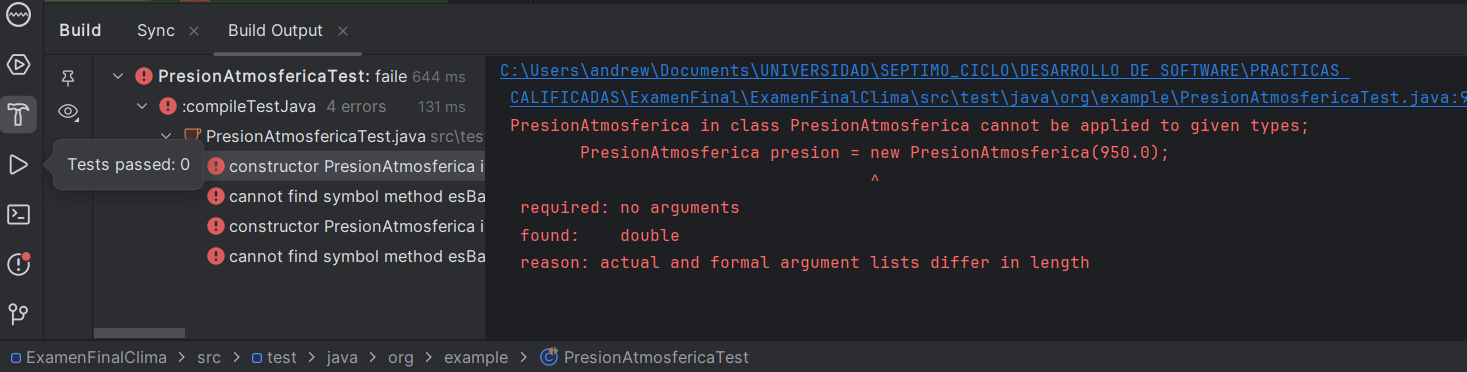 Build
Sync
Build Output
PresionAtmosfericaTest: faile 644 ms
:compileTestJava 4 errors 131 ms
PresionAtmosfericaTest.java src\tes
Tests passed: 0
constructor PresionAtmosferica i
cannot find symbol method esBa
constructor PresionAtmosferica i
cannot find symbol method esBa
C:\Users\andrew\Documents\UNIVERSIDAD\SEPTIMO_CICLO\DESARROLLO DE SOFTWARE\PRACTICAS
CALIFICADAS\ExamenFinal\ExamenFinalClima\src\test\java\org\example\PresionAtmosfericaTest.java:9
PresionAtmosferica in class PresionAtmosferica cannot be applied to given types;
PresionAtmosferica presion = new PresionAtmosferica(950.0);
^
required: no arguments
found: double
reason: actual and formal argument lists differ in length
ExamenFinalClima > src > test > java > org > example > PresionAtmosfericaTest